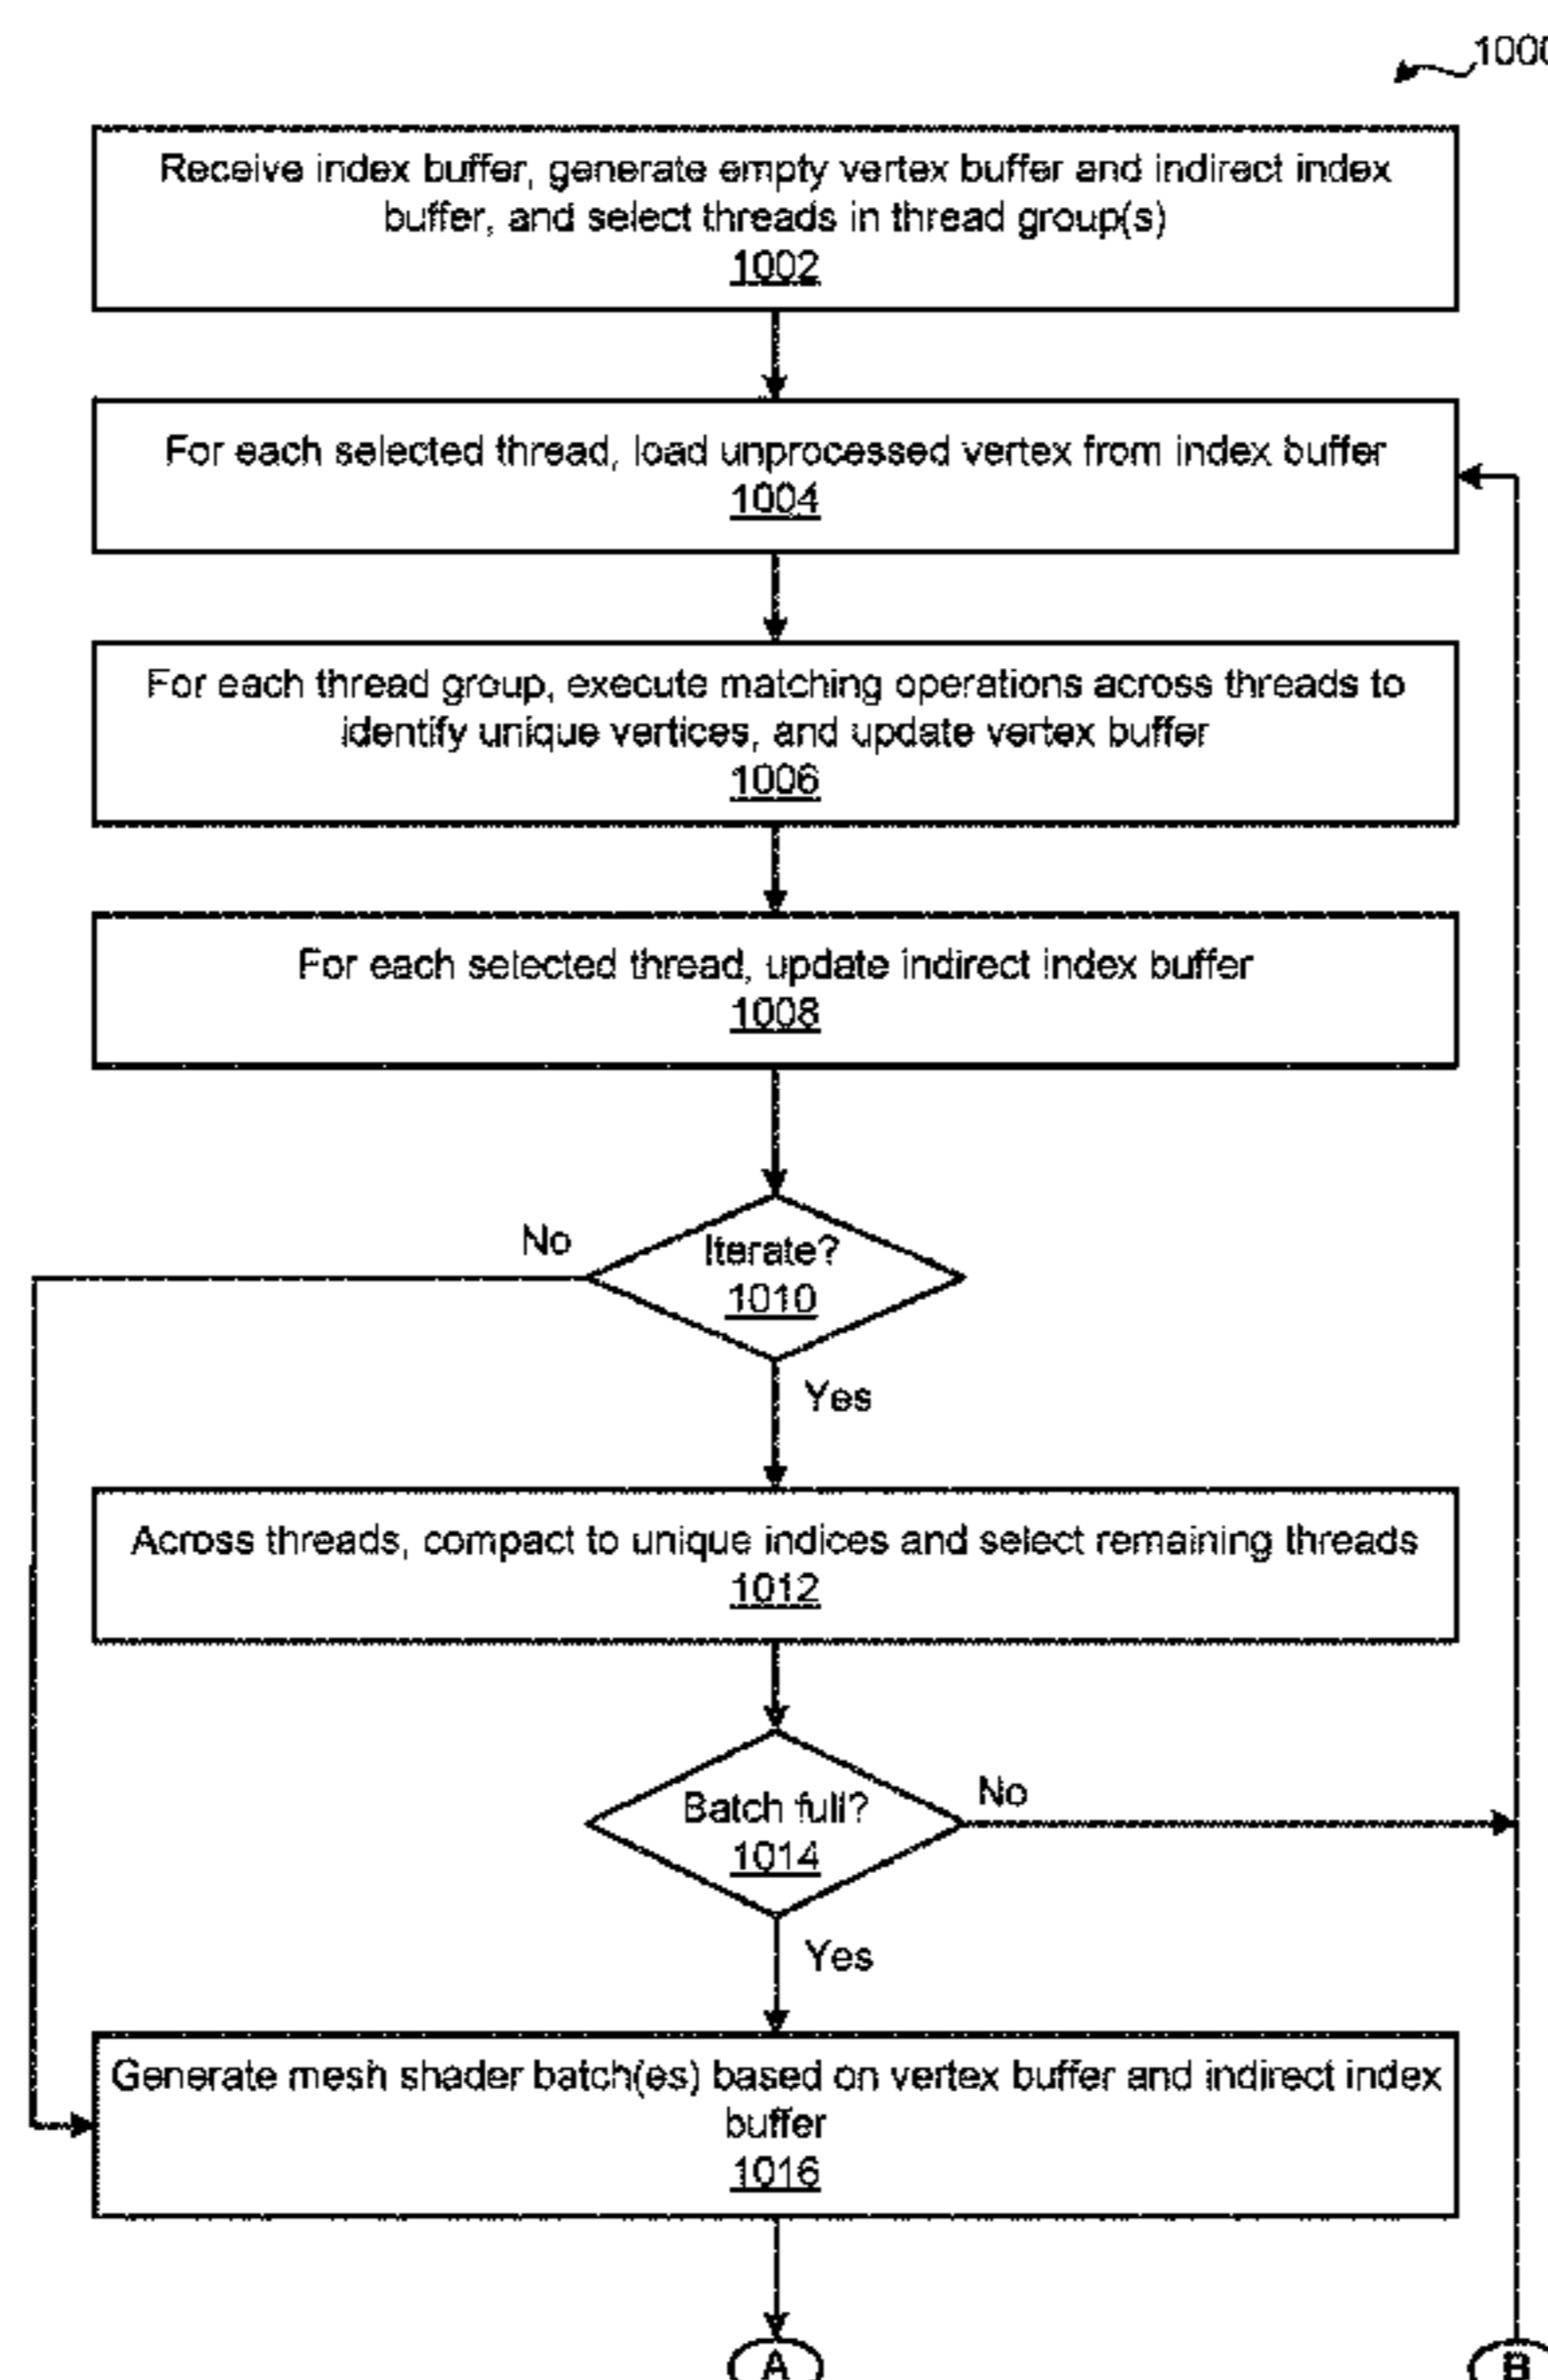 1000
Receive index buffer, generate empty vertex buffer and indirect index
buffer, and select threads in thread group(s)
1002
For each selected thread, load unprocessed vertex from index buffer
1004
For each thread group, execute matching operations across threads to
identify unique vertices, and update vertex buffer
1006
For each selected thread, update indirect index buffer
1008
No
Iterate?
1010
Yes
Across threads, compact to unique indices and select remaining threads
1012
No
Batch full?
1014
Yes
Generate mesh shader batch(es) based on vertex buffer and indirect index
buffer
1016
A
B